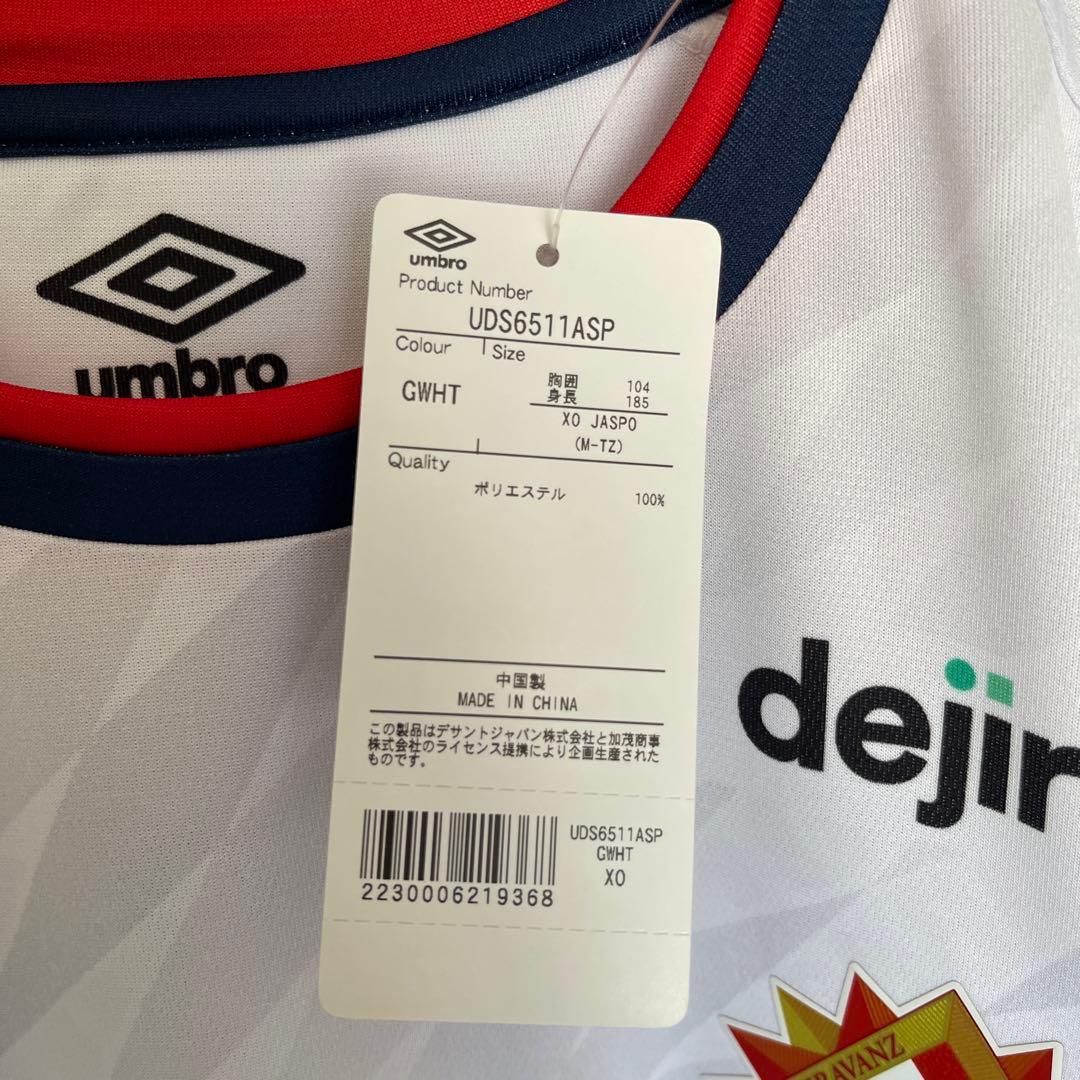 umbro
umbro
Product Number
UDS6511ASP
Colour
Size
GWHT
胸囲 104
身長 185
XO JASPO
(M-TZ)
Quality
ポリエステル 100%
中国製
MADE IN CHINA
この製品はデサントジャパン株式会社と加茂商事
株式会社のライセンス提携により企画生産された
ものです。
UDS6511ASP
GWHT
XO
2230006219368
dejir